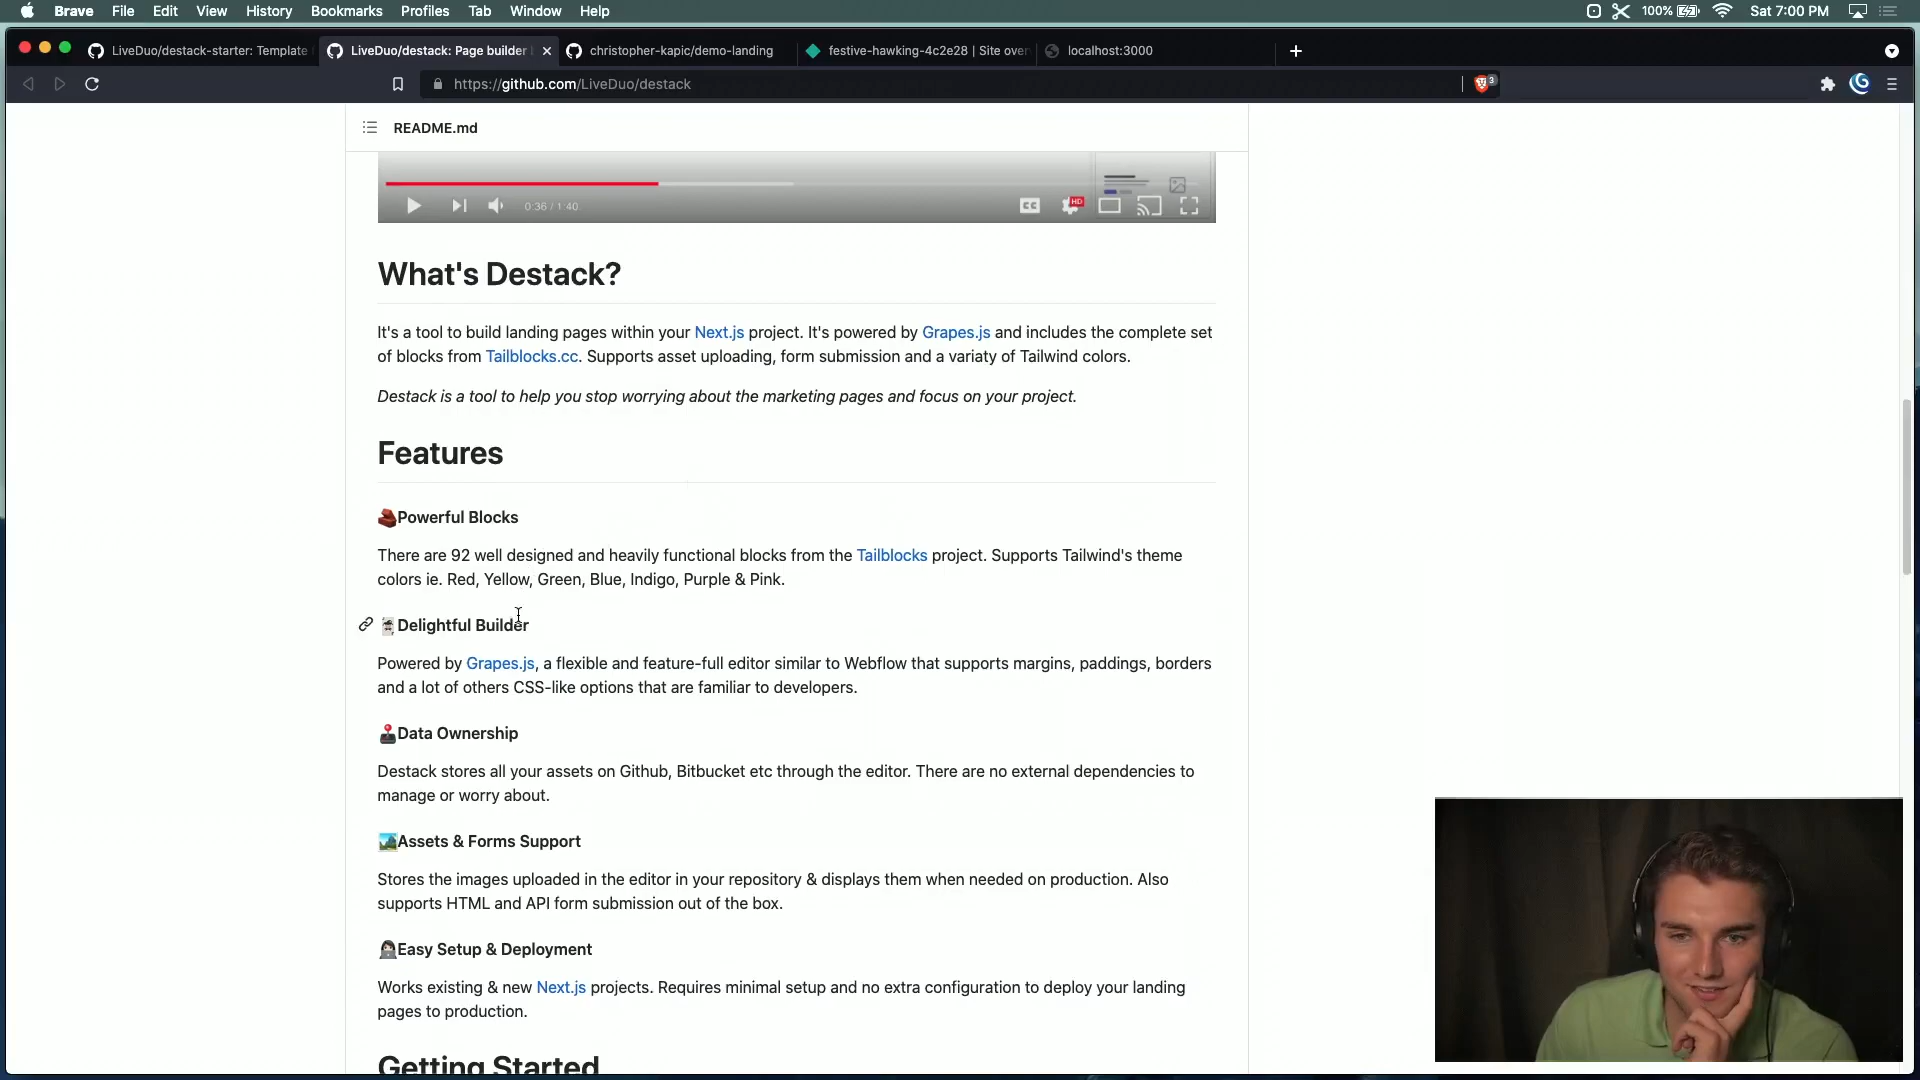 Brave File Edit View History Bookmarks Profiles Tab Window Help 100% Sat 7:00 PM
LiveDuo/destack-starter: Template LiveDuo/destack: Page builder christopher-kapic/demo-landing festive-hawking-4c2e28 | Site over localhost:3000
https://github.com/LiveDuo/destack 3
README.md
0:36 / 1:40 CC HD
What's Destack?
It's a tool to build landing pages within your Next.js project. It's powered by Grapes.js and includes the complete set
of blocks from Tailblocks.cc. Supports asset uploading, form submission and a variaty of Tailwind colors.
Destack is a tool to help you stop worrying about the marketing pages and focus on your project.
Features
Powerful Blocks
There are 92 well designed and heavily functional blocks from the Tailblocks project. Supports Tailwind's theme
colors ie. Red, Yellow, Green, Blue, Indigo, Purple & Pink.
Delightful Builder
Powered by Grapes.js, a flexible and feature-full editor similar to Webflow that supports margins, paddings, borders
and a lot of others CSS-like options that are familiar to developers.
Data Ownership
Destack stores all your assets on Github, Bitbucket etc through the editor. There are no external dependencies to
manage or worry about.
Assets & Forms Support
Stores the images uploaded in the editor in your repository & displays them when needed on production. Also
supports HTML and API form submission out of the box.
Easy Setup & Deployment
Works existing & new Next.js projects. Requires minimal setup and no extra configuration to deploy your landing
pages to production.
Getting Started